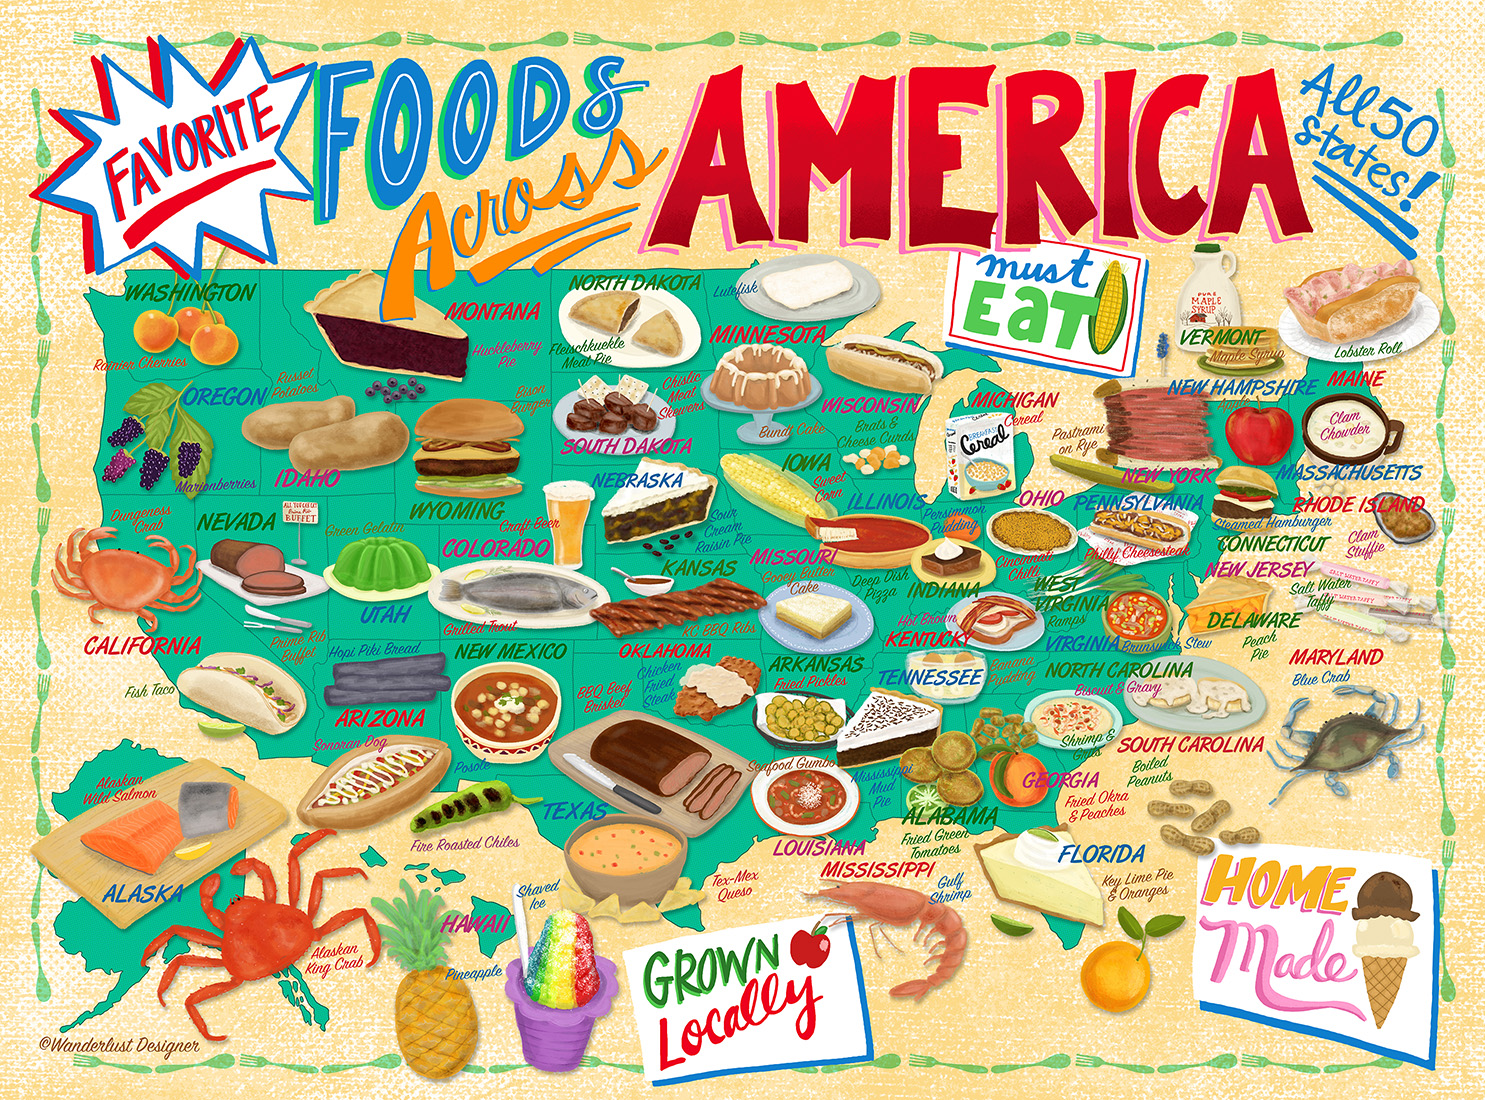 FAVORITE
FOODS
Across
AMERICA
All 50
States!
must
EAT
WASHINGTON
Rainier Cherries
MONTANA
Huckleberry
Pie
NORTH DAKOTA
Fleischkuekle
Meat Pie
Lutefisk
MINNESOTA
Bundt Cake
PURE
MAPLE
SYRUP
VERMONT
Maple Syrup
Lobster Roll
MAINE
OREGON
Marionberries
Russet
Potatoes
IDAHO
Bison
Burger
WYOMING
Chislic
Meat
Skewers
SOUTH DAKOTA
WISCONSIN
Brats &
Cheese Curds
MICHIGAN
Cereal
BREAKFAST
Cereal
Pastrami
on Rye
NEW YORK
NEW HAMPSHIRE
Clam
Chowder
MASSACHUSETTS
RHODE ISLAND
Clam
Stuffie
Dungeness
Crab
CALIFORNIA
Fish Taco
NEVADA
ALL YOU CAN EAT
Prime Rib
BUFFET
Prime Rib
Buffet
Green Gelatin
UTAH
Craft Beer
COLORADO
Grilled Trout
NEBRASKA
Sour
Cream
Raisin Pie
IOWA
Sweet
Corn
KANSAS
KC BBQ Ribs
MISSOURI
Gooey Butter
Cake
ILLINOIS
Deep Dish
Pizza
Persimmon
Pudding
INDIANA
OHIO
Cincinnati
Chilli
PENNSYLVANIA
Philly Cheesesteak
Steamed Hamburger
CONNECTICUT
NEW JERSEY
Salt Water
Taffy
SALT WATER TAFFY
DELAWARE
Peach
Pie
MARYLAND
Blue Crab
WEST
VIRGINIA
Ramps
VIRGINIA
Brunswick Stew
Hot Brown
KENTUCKY
TENNESSEE
Banana
Pudding
NORTH CAROLINA
Biscuit & Gravy
Shrimp &
Grits
SOUTH CAROLINA
Boiled
Peanuts
Hopi Piki Bread
ARIZONA
Sonoran Dog
NEW MEXICO
Posole
Fire Roasted Chiles
OKLAHOMA
Chicken
Fried
Steak
BBQ Beef
Brisket
TEXAS
Tex-Mex
Queso
ARKANSAS
Fried Pickles
Seafood Gumbo
LOUISIANA
Mississippi
Mud
Pie
MISSISSIPPI
Gulf
Shrimp
ALABAMA
Fried Green
Tomatoes
GEORGIA
Fried Okra
& Peaches
FLORIDA
Key Lime Pie
& Oranges
Alaskan
Wild Salmon
ALASKA
Alaskan
King Crab
HAWAII
Pineapple
Shaved
Ice
GROWN
Locally
HOME
Made
©Wanderlust Designer